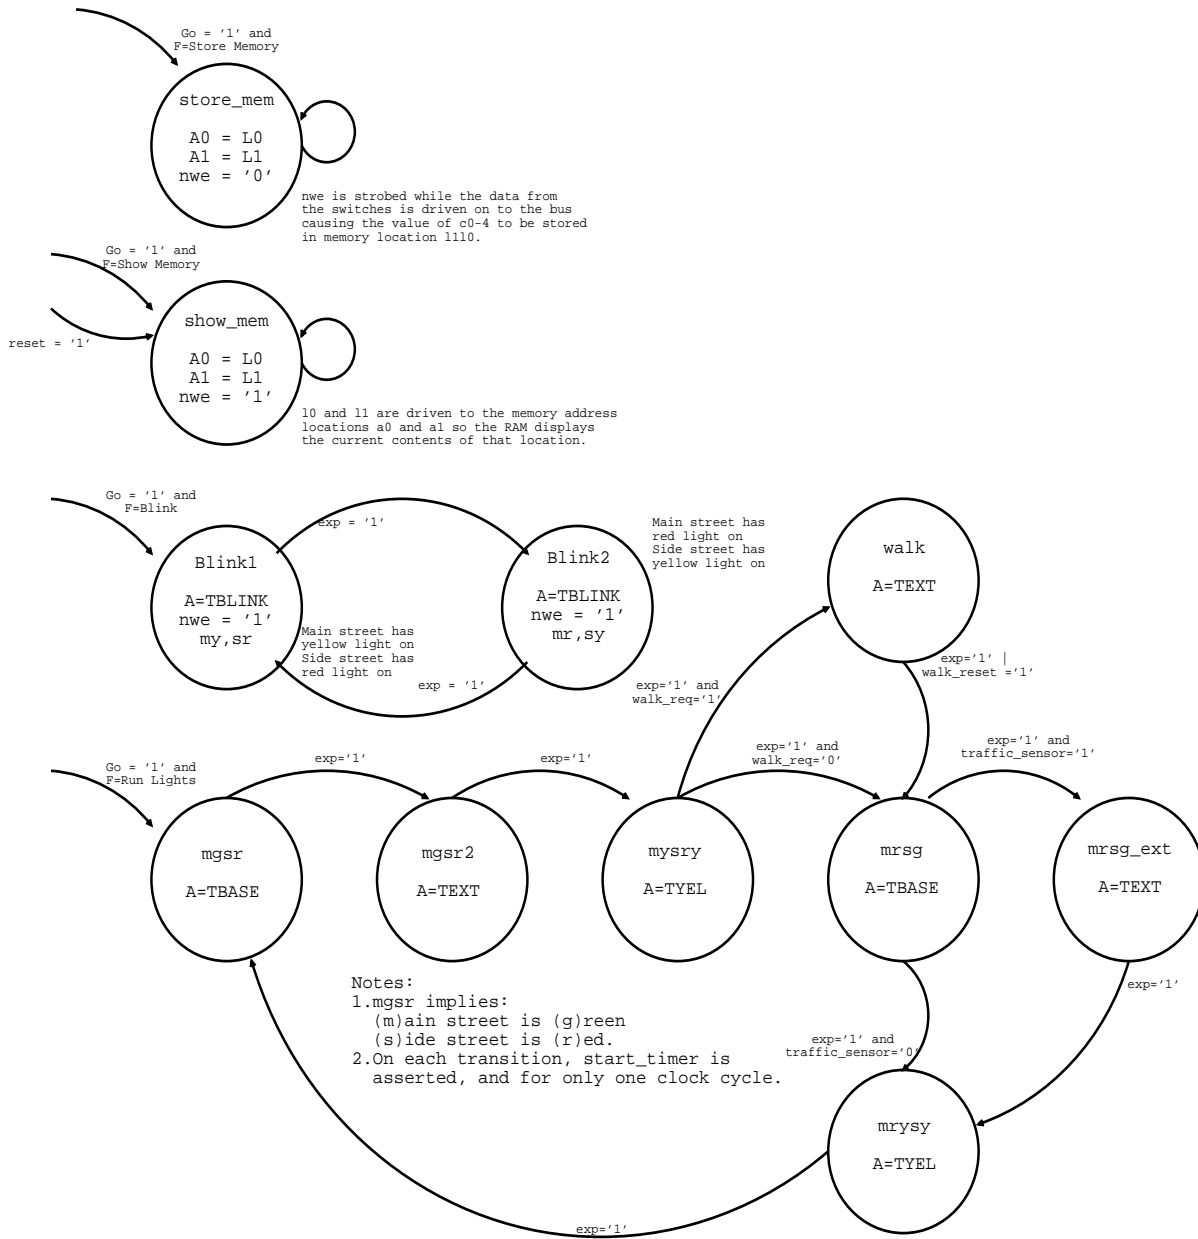 Go = '1' and
F=Store Memory
store_mem
A0 = L0
A1 = L1
nwe = '0'
nwe is strobed while the data from
the switches is driven on to the bus
causing the value of c0-4 to be stored
in memory location l1l0.
Go = '1' and
F=Show Memory
reset = '1'
show_mem
A0 = L0
A1 = L1
nwe = '1'
l0 and l1 are driven to the memory address
locations a0 and a1 so the RAM displays
the current contents of that location.
Go = '1' and
F=Blink
exp = '1'
Blink1
A=TBLINK
nwe = '1'
my,sr
Main street has
yellow light on
Side street has
red light on
Blink2
A=TBLINK
nwe = '1'
mr,sy
Main street has
red light on
Side street has
yellow light on
exp = '1'
walk
A=TEXT
exp='1' and
walk_req='1'
exp='1' |
walk_reset ='1'
Go = '1' and
F=Run Lights
exp='1'
exp='1'
exp='1' and
walk_req='0'
exp='1' and
traffic_sensor='1'
mgsr
A=TBASE
mgsr2
A=TEXT
mysry
A=TYEL
mrsg
A=TBASE
mrsg_ext
A=TEXT
Notes:
1.mgsr implies:
(m)ain street is (g)reen
(s)ide street is (r)ed.
2.On each transition, start_timer is
asserted, and for only one clock cycle.
exp='1' and
traffic_sensor='0'
exp='1'
mrysy
A=TYEL
exp='1'